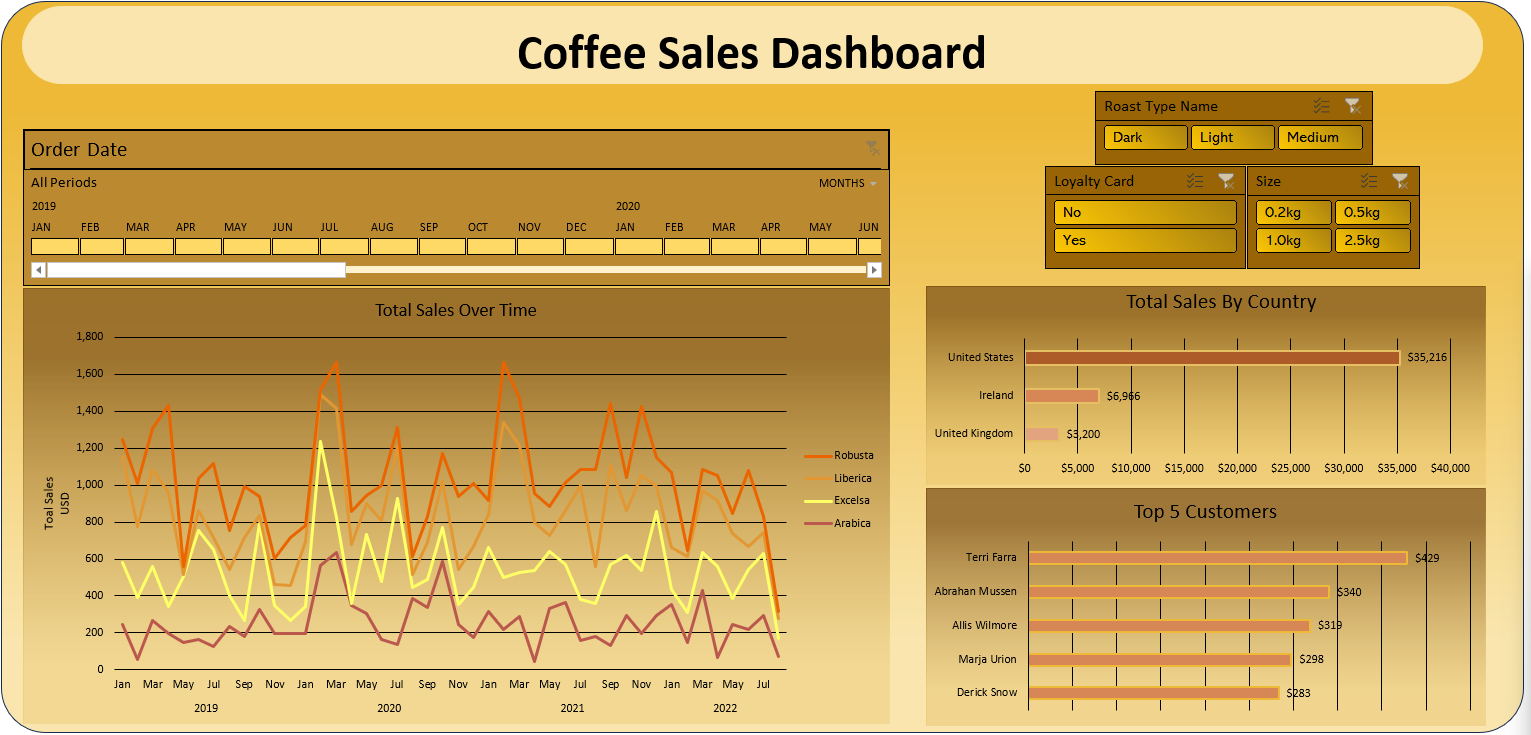 Coffee Sales Dashboard
Roast Type Name
Dark Light Medium
Order Date
All Periods MONTHS
2019 2020
JAN FEB MAR APR MAY JUN JUL AUG SEP OCT NOV DEC JAN FEB MAR APR MAY JUN
Loyalty Card
No
Yes
Size
0.2kg 0.5kg
1.0kg 2.5kg
Total Sales Over Time
1,800
1,600
1,400
1,200
1,000
800
600
400
200
0
Toal Sales
USD
Jan Mar May Jul Sep Nov Jan Mar May Jul Sep Nov Jan Mar May Jul Sep Nov Jan Mar May Jul
2019 2020 2021 2022
Robusta
Liberica
Excelsa
Arabica
Total Sales By Country
United States $35,216
Ireland $6,966
United Kingdom $3,200
$0 $5,000 $10,000 $15,000 $20,000 $25,000 $30,000 $35,000 $40,000
Top 5 Customers
Terri Farra $429
Abrahan Mussen $340
Allis Wilmore $319
Marja Urion $298
Derick Snow $283